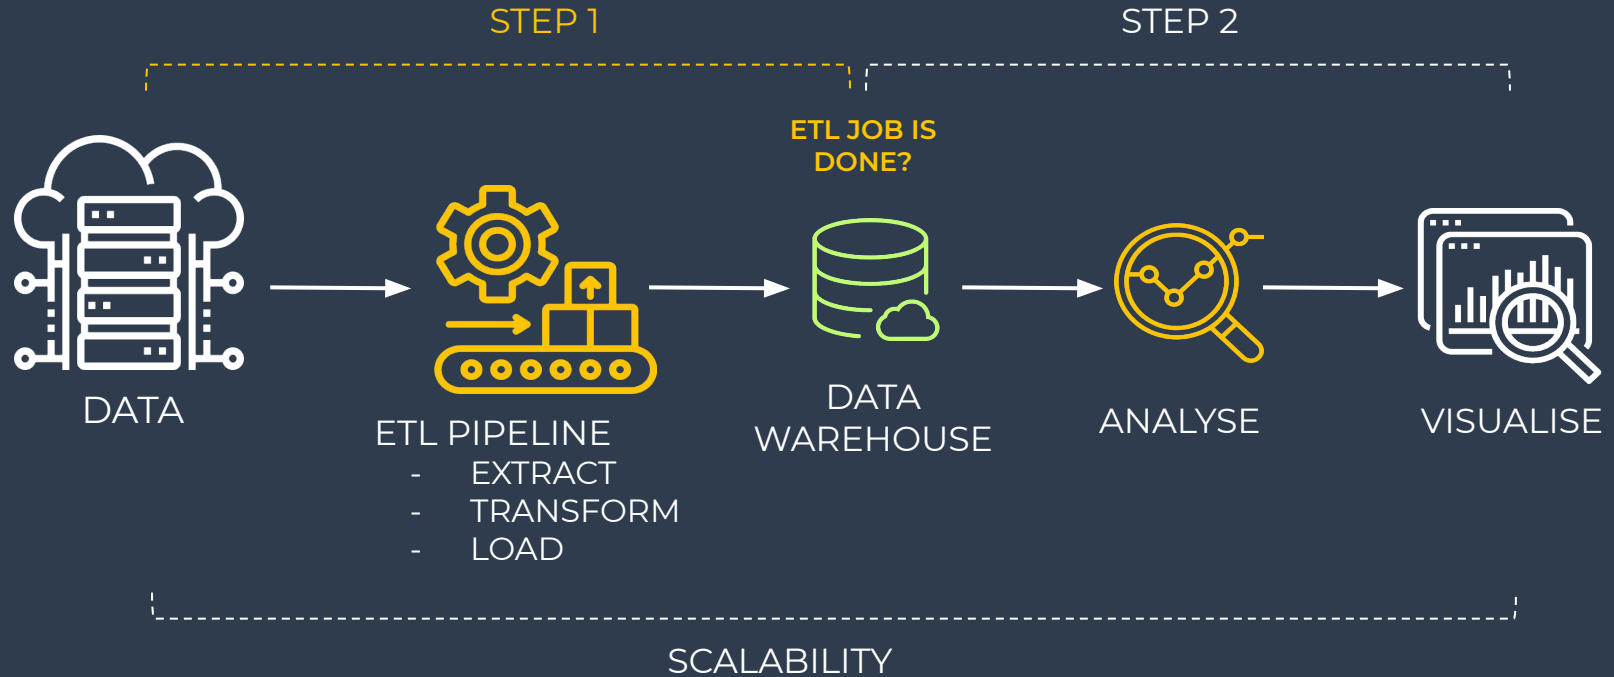 STEP 1
STEP 2
ETL JOB IS
DONE?
DATA
ETL PIPELINE
- EXTRACT
- TRANSFORM
- LOAD
DATA
WAREHOUSE
ANALYSE
VISUALISE
SCALABILITY